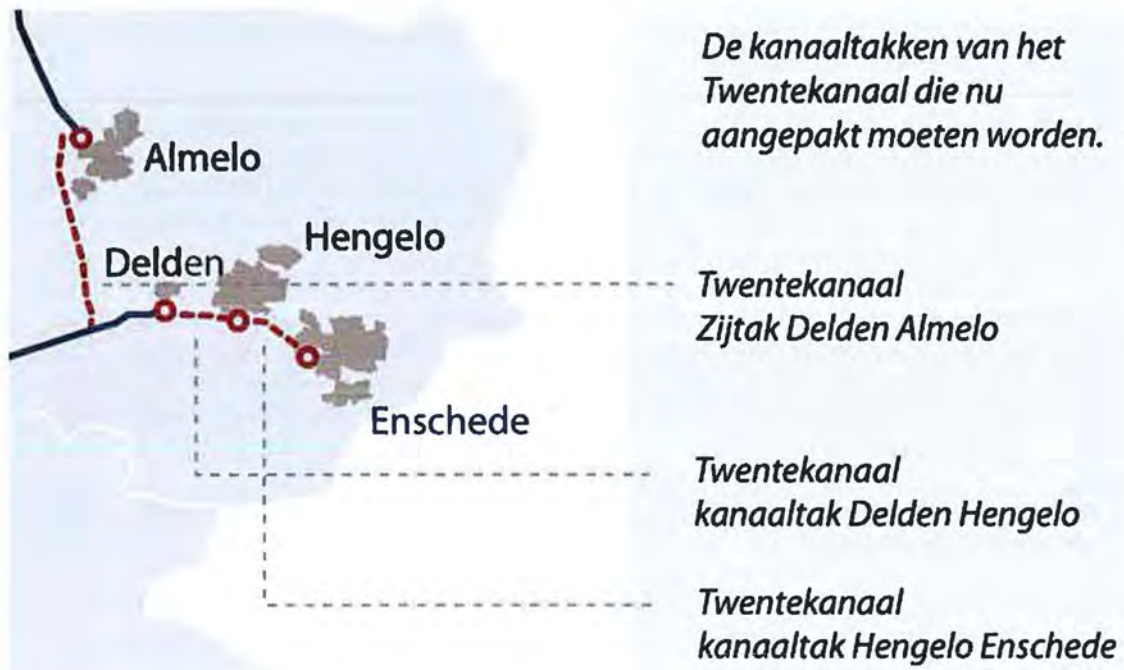 De kanaaltakken van het
Twentekanaal die nu
aangepakt moeten worden.
Almelo
Hengelo
Delden
Twentekanaal
Zijtak Delden Almelo
Enschede
Twentekanaal
kanaaltak Delden Hengelo
Twentekanaal
kanaaltak Hengelo Enschede